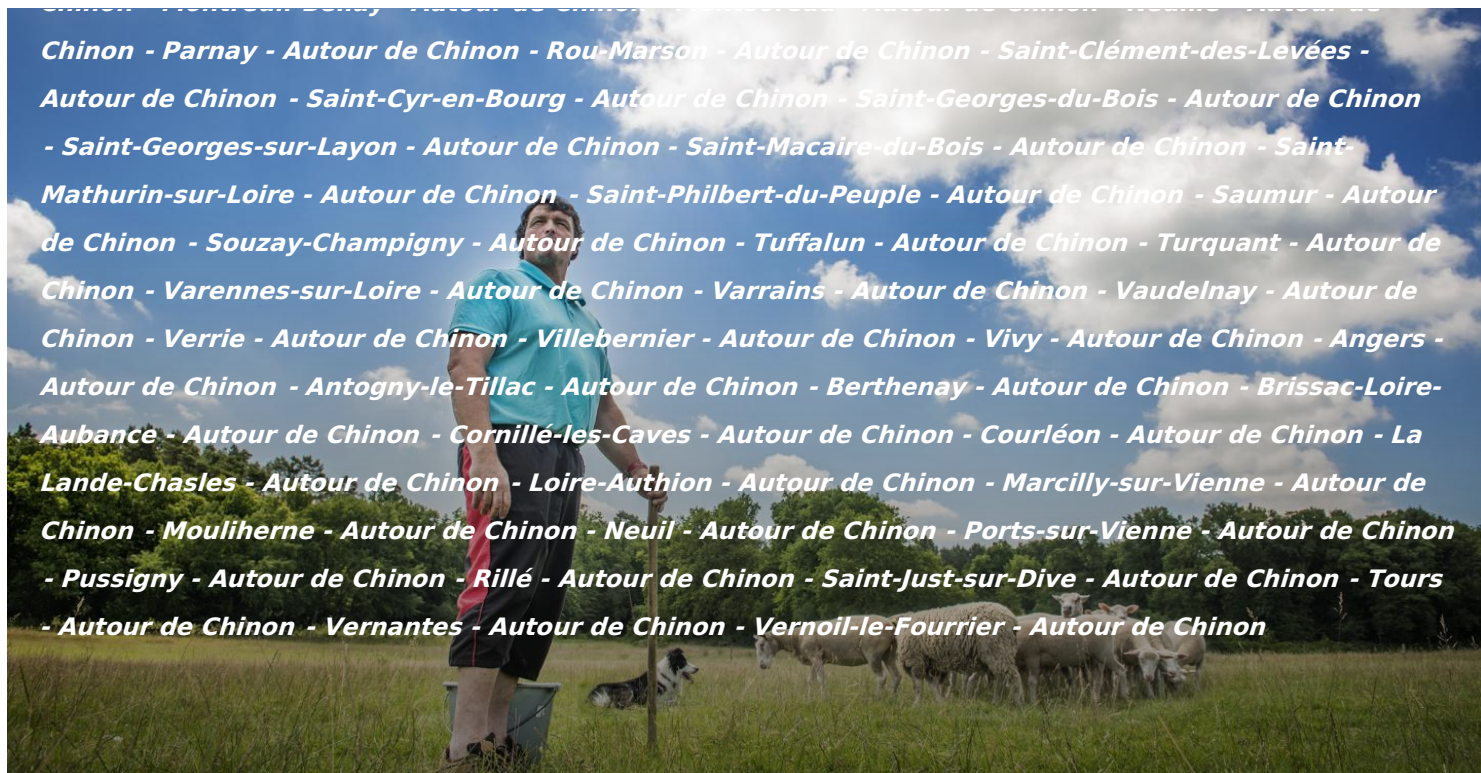 Chinon - Parnay - Autour de Chinon - Rou-Marson - Autour de Chinon - Saint-Clément-des-Levées -
Autour de Chinon - Saint-Cyr-en-Bourg - Autour de Chinon - Saint-Georges-du-Bois - Autour de Chinon
- Saint-Georges-sur-Layon - Autour de Chinon - Saint-Macaire-du-Bois - Autour de Chinon - Saint-
Mathurin-sur-Loire - Autour de Chinon - Saint-Philbert-du-Peuple - Autour de Chinon - Saumur - Autour
de Chinon - Souzay-Champigny - Autour de Chinon - Tuffalun - Autour de Chinon - Turquant - Autour de
Chinon - Varennes-sur-Loire - Autour de Chinon - Varrains - Autour de Chinon - Vaudelnay - Autour de
Chinon - Verrie - Autour de Chinon - Villebernier - Autour de Chinon - Vivy - Autour de Chinon - Angers -
Autour de Chinon - Antogny-le-Tillac - Autour de Chinon - Berthenay - Autour de Chinon - Brissac-Loire-
Aubance - Autour de Chinon - Cornillé-les-Caves - Autour de Chinon - Courléon - Autour de Chinon - La
Lande-Chasles - Autour de Chinon - Loire-Authion - Autour de Chinon - Marcilly-sur-Vienne - Autour de
Chinon - Mouliherne - Autour de Chinon - Neuil - Autour de Chinon - Ports-sur-Vienne - Autour de Chinon
- Pussigny - Autour de Chinon - Rillé - Autour de Chinon - Saint-Just-sur-Dive - Autour de Chinon - Tours
- Autour de Chinon - Vernantes - Autour de Chinon - Vernoil-le-Fourrier - Autour de Chinon